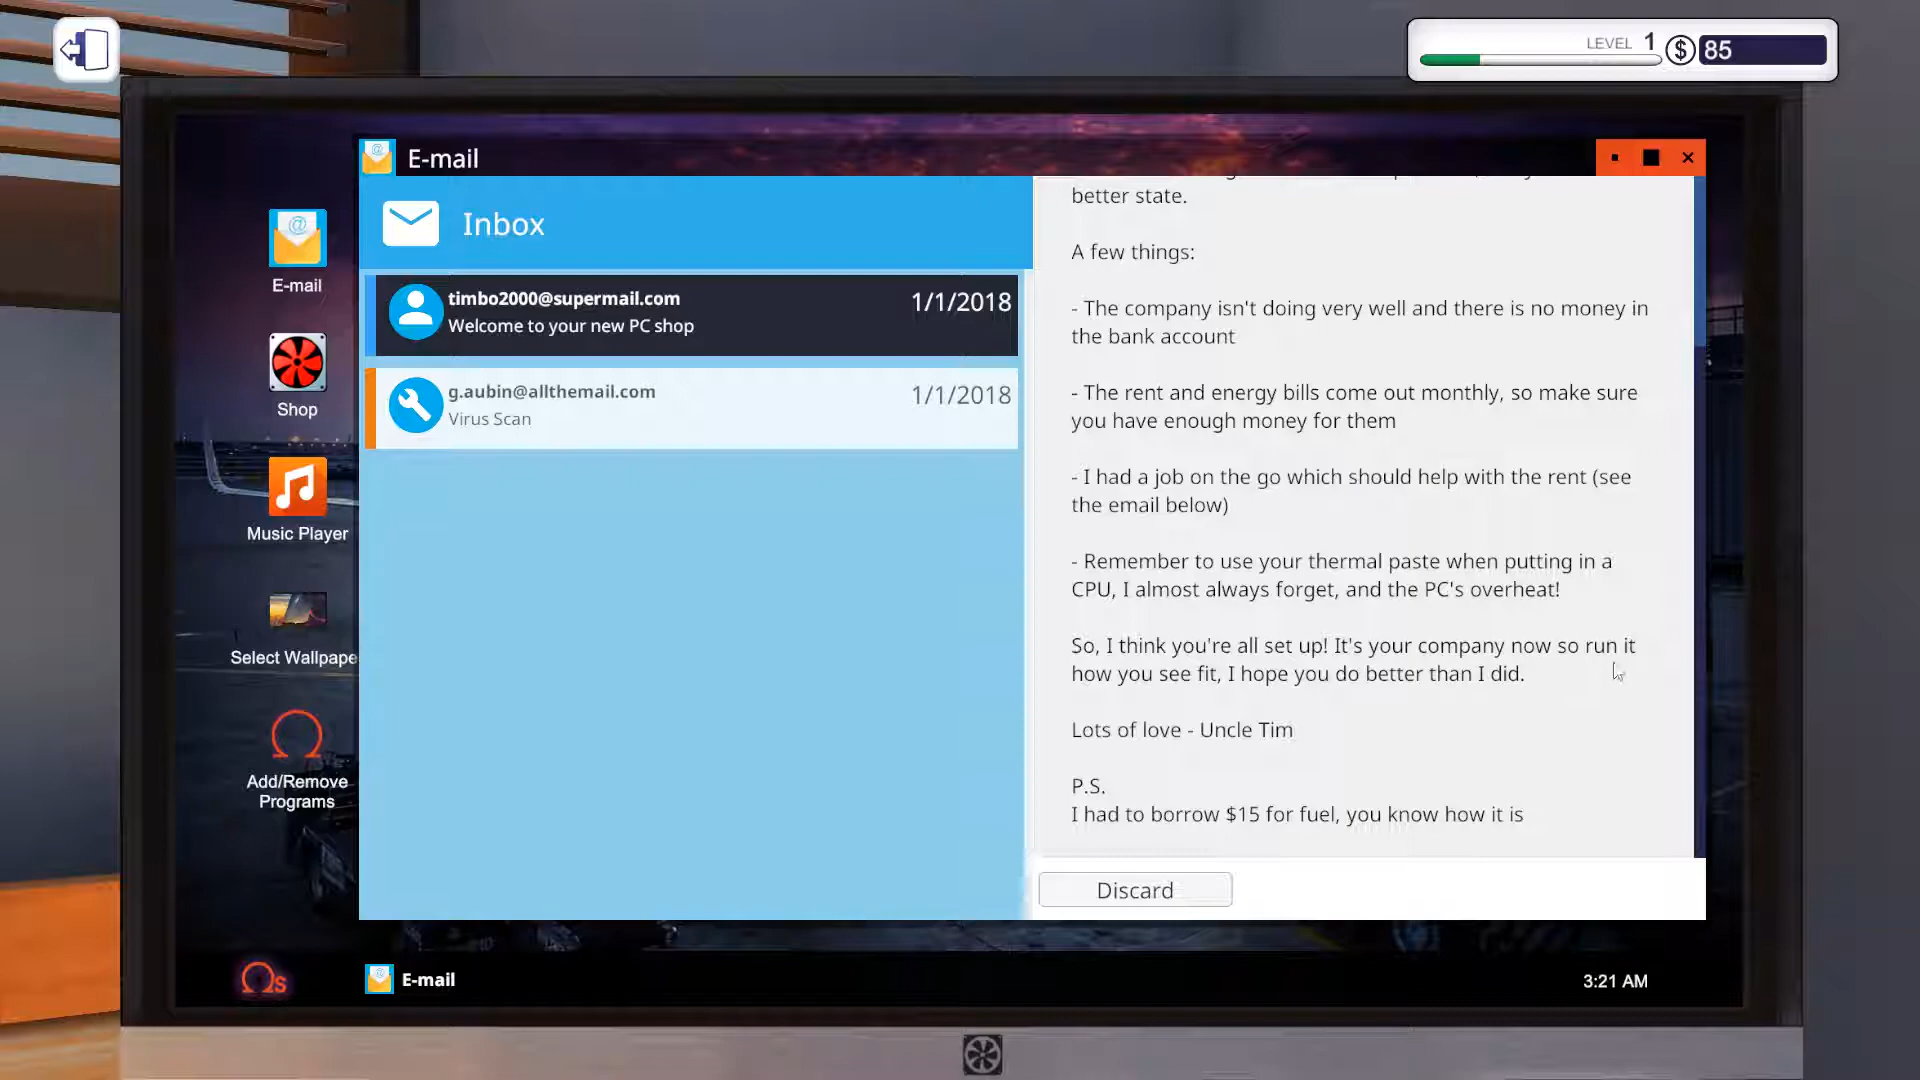 LEVEL 1
$ 85
E-mail
Inbox
E-mail
timbo2000@supermail.com
1/1/2018
Welcome to your new PC shop
g.aubin@allthemail.com
1/1/2018
Virus Scan
Shop
Music Player
Select Wallpape
Add/Remove
Programs
better state.
A few things:
- The company isn't doing very well and there is no money in
the bank account
- The rent and energy bills come out monthly, so make sure
you have enough money for them
- I had a job on the go which should help with the rent (see
the email below)
- Remember to use your thermal paste when putting in a
CPU, I almost always forget, and the PC's overheat!
So, I think you're all set up! It's your company now so run it
how you see fit, I hope you do better than I did.
Lots of love - Uncle Tim
P.S.
I had to borrow $15 for fuel, you know how it is
Discard
Ωs
E-mail
3:21 AM